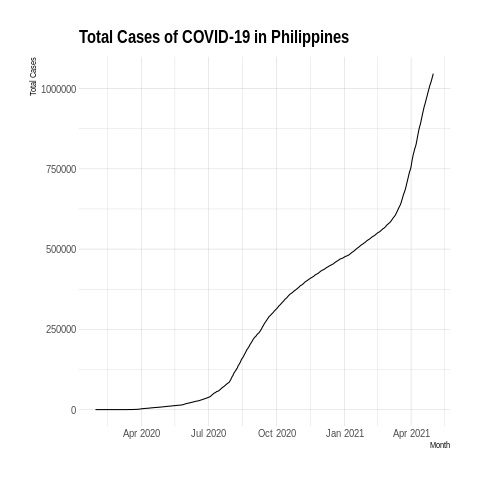 Total Cases of COVID-19 in Philippines
Total Cases
1000000
750000
500000
250000
0
Apr 2020 Jul 2020 Oct 2020 Jan 2021 Apr 2021
Month